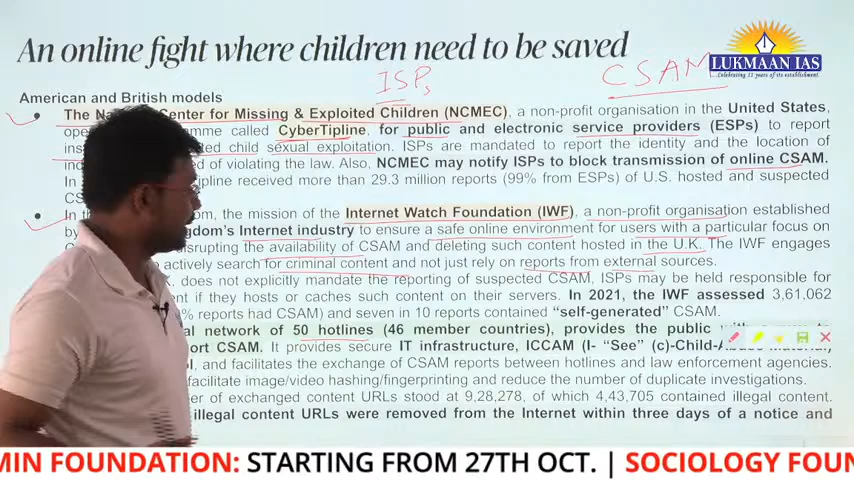 An online fight where children need to be saved
LUKMAAN IAS
Celebrating 11 years of its establishment
ISPs
CSAM
American and British models
The Center for Missing & Exploited Children (NCMEC), a non-profit organisation in the United States,
called CyberTipline, for public and electronic service providers (ESPs) to report
child sexual exploitation. ISPs are mandated to report the identity and the location of
of violating the law. Also, NCMEC may notify ISPs to block transmission of online CSAM.
In received more than 29.3 million reports (99% from ESPs) of U.S. hosted and suspected
In the mission of the Internet Watch Foundation (IWF), a non-profit organisation established
by Internet industry to ensure a safe online environment for users with a particular focus on
disrupting the availability of CSAM and deleting such content hosted in the U.K. The IWF engages
actively search for criminal content and not just rely on reports from external sources.
does not explicitly mandate the reporting of suspected CSAM, ISPs may be held responsible for
if they hosts or caches such content on their servers. In 2021, the IWF assessed 3,61,062
reports had CSAM) and seven in 10 reports contained “self-generated” CSAM.
network of 50 hotlines (46 member countries), provides the public
CSAM. It provides secure IT infrastructure, ICCAM (I- “See” (c)-Child-
and facilitates the exchange of CSAM reports between hotlines and law enforcement agencies.
facilitate image/video hashing/fingerprinting and reduce the number of duplicate investigations.
of exchanged content URLs stood at 9,28,278, of which 4,43,705 contained illegal content.
illegal content URLs were removed from the Internet within three days of a notice and
MIN FOUNDATION: STARTING FROM 27TH OCT. | SOCIOLOGY FOUN